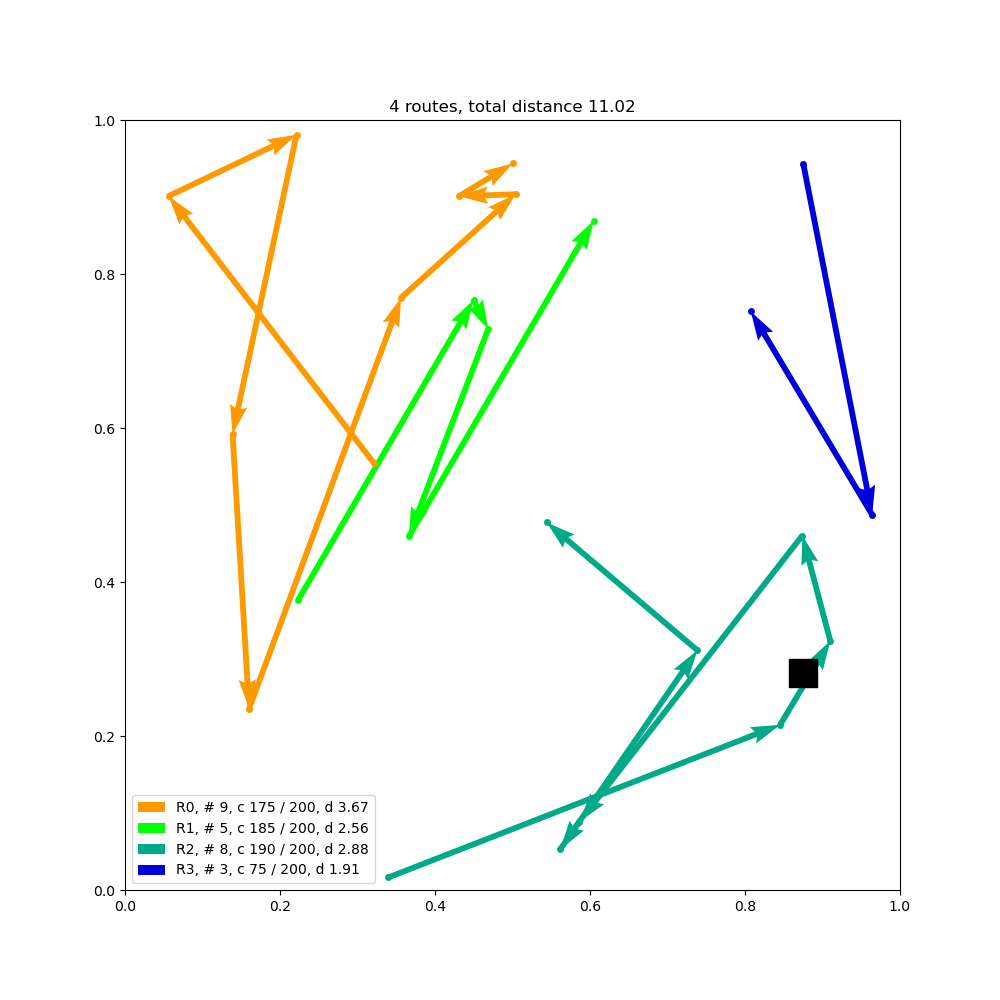 4 routes, total distance 11.02
1.0
0.8
0.6
0.4
0.2
0.0
R0, # 9, c 175 / 200, d 3.67
R1, # 5, c 185 / 200, d 2.56
R2, # 8, c 190 / 200, d 2.88
R3, # 3, c 75 / 200, d 1.91
0.0 0.2 0.4 0.6 0.8 1.0